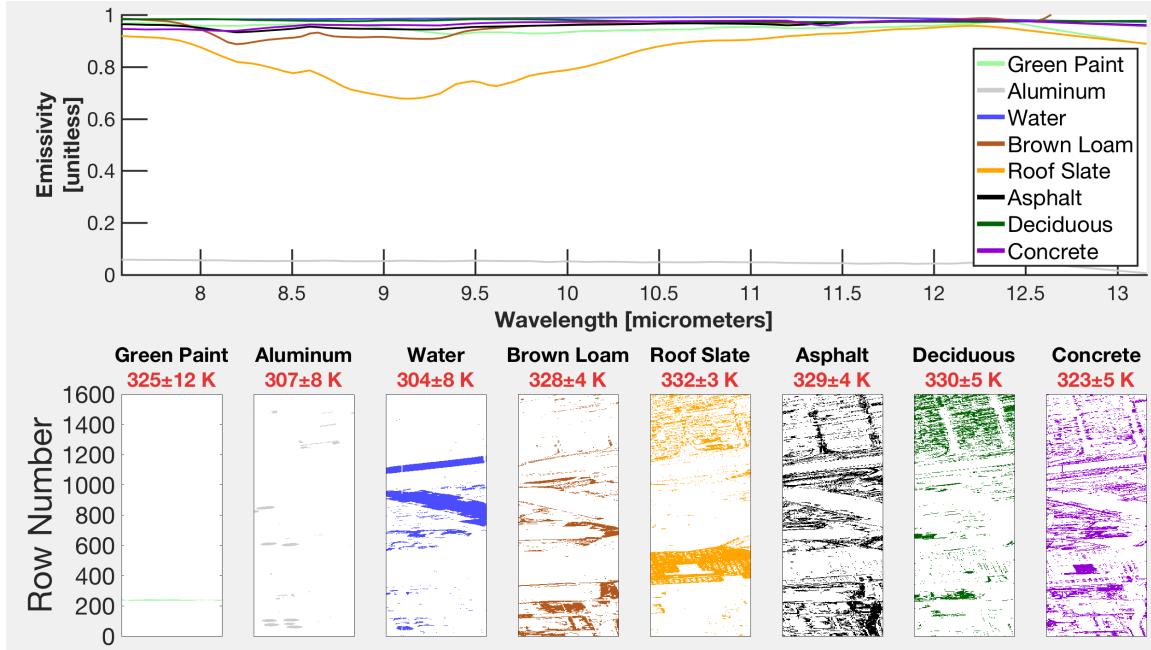 1
0.8
0.6
0.4
0.2
0
Emissivity
[unitless]
Green Paint
Aluminum
Water
Brown Loam
Roof Slate
Asphalt
Deciduous
Concrete
8 8.5 9 9.5 10 10.5 11 11.5 12 12.5 13
Wavelength [micrometers]
Green Paint Aluminum Water Brown Loam Roof Slate Asphalt Deciduous Concrete
325±12 K 307±8 K 304±8 K 328±4 K 332±3 K 329±4 K 330±5 K 323±5 K
1600
1400
1200
1000
800
600
400
200
0
Row Number